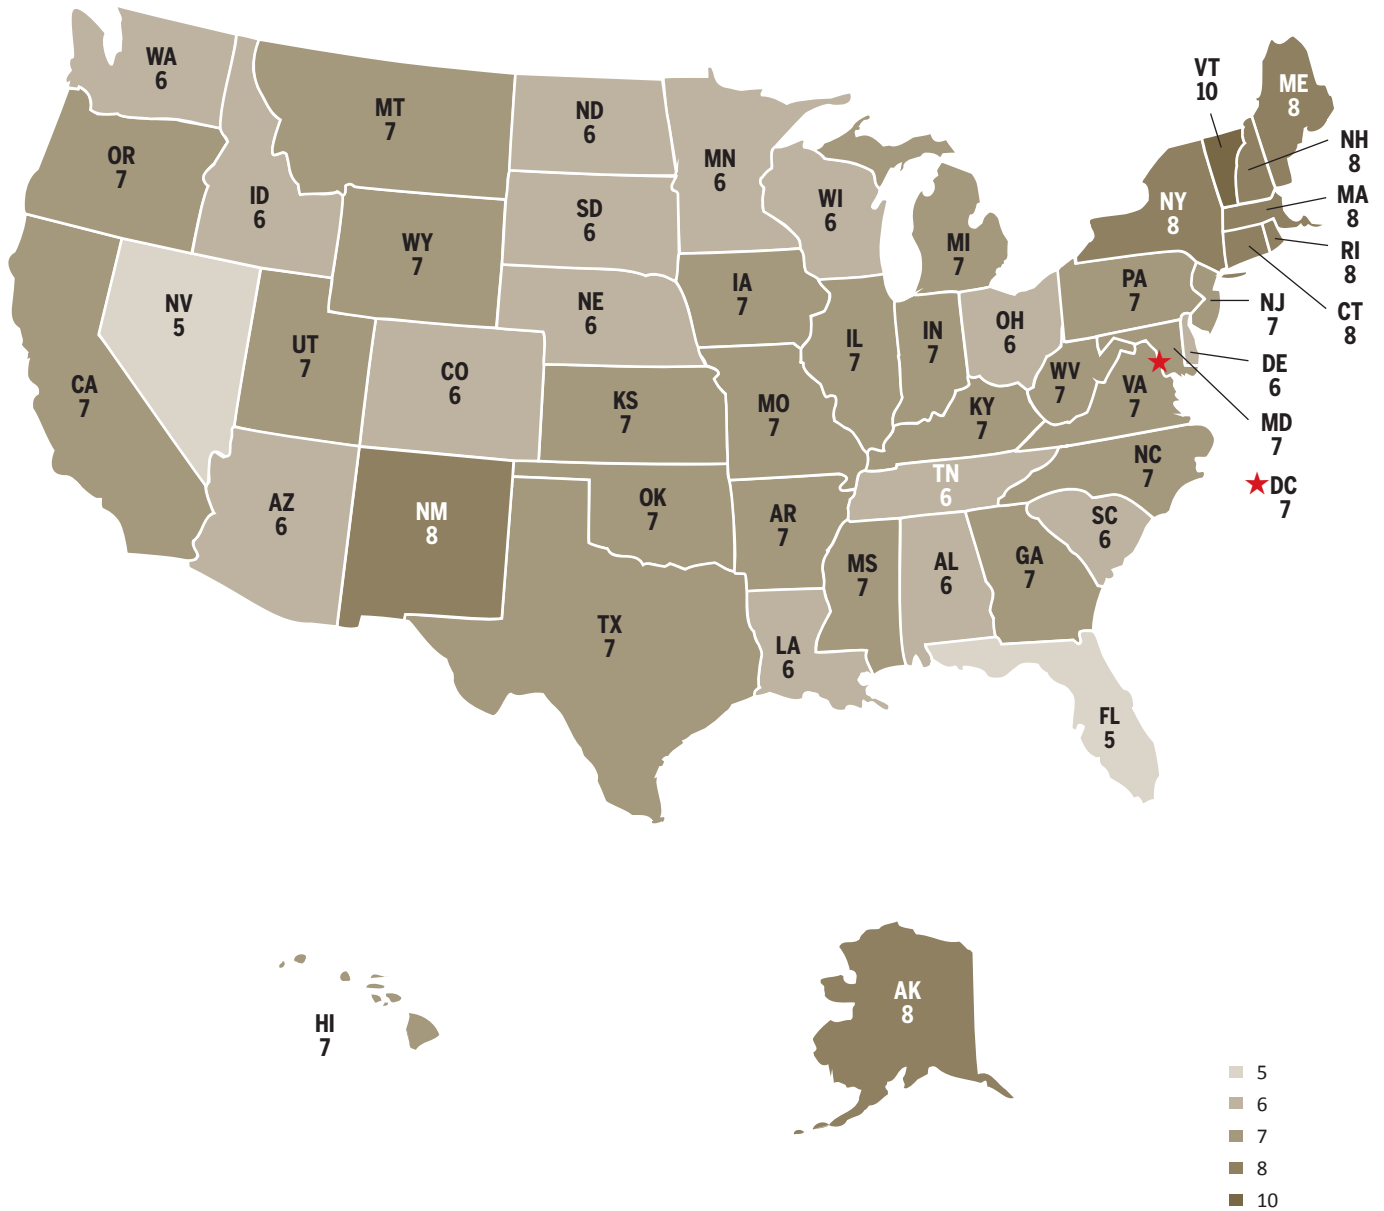 WA
6
VT
10
ME
8
MT
7
ND
6
OR
7
MN
6
NH
8
ID
6
WI
6
MA
8
SD
6
NY
8
WY
7
MI
7
RI
8
IA
7
PA
7
NV
5
NE
6
NJ
7
CT
8
OH
6
IN
7
IL
7
UT
7
DE
6
CO
6
WV
7
CA
7
VA
7
KS
7
MO
7
KY
7
MD
7
NC
7
TN
6
DC
7
AZ
6
NM
8
OK
7
AR
7
SC
6
MS
7
AL
6
GA
7
TX
7
LA
6
FL
5
AK
8
HI
7
5
6
7
8
10